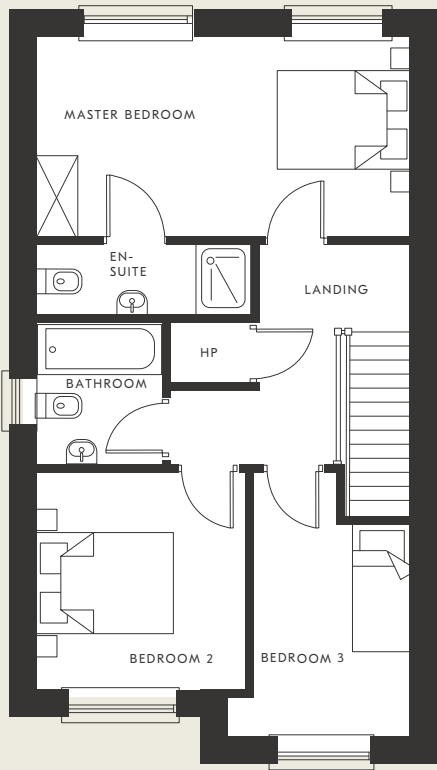 MASTER BEDROOM
EN-
SUITE
LANDING
HP
BATHROOM
BEDROOM 2
BEDROOM 3